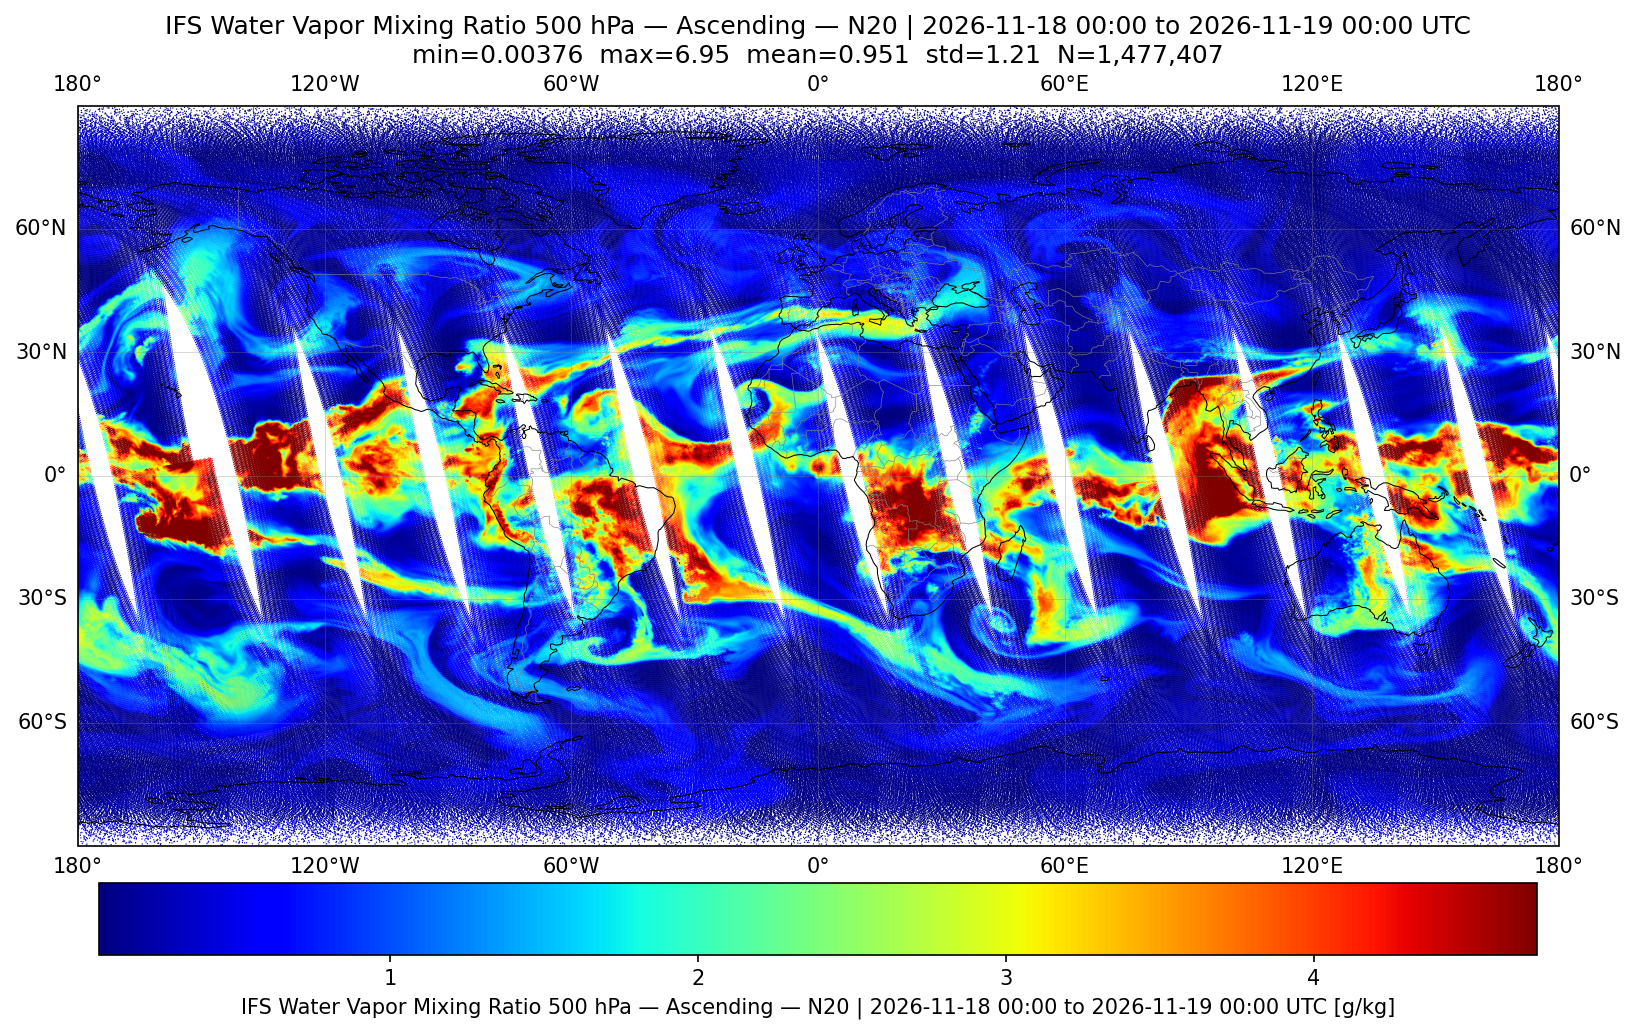 IFS Water Vapor Mixing Ratio 500 hPa — Ascending — N20 | 2026-11-18 00:00 to 2026-11-19 00:00 UTC
min=0.00376 max=6.95 mean=0.951 std=1.21 N=1,477,407
180° 120°W 60°W 0° 60°E 120°E 180°
60°N 60°N
30°N 30°N
0° 0°
30°S 30°S
60°S 60°S
180° 120°W 60°W 0° 60°E 120°E 180°
1 2 3 4
IFS Water Vapor Mixing Ratio 500 hPa — Ascending — N20 | 2026-11-18 00:00 to 2026-11-19 00:00 UTC [g/kg]